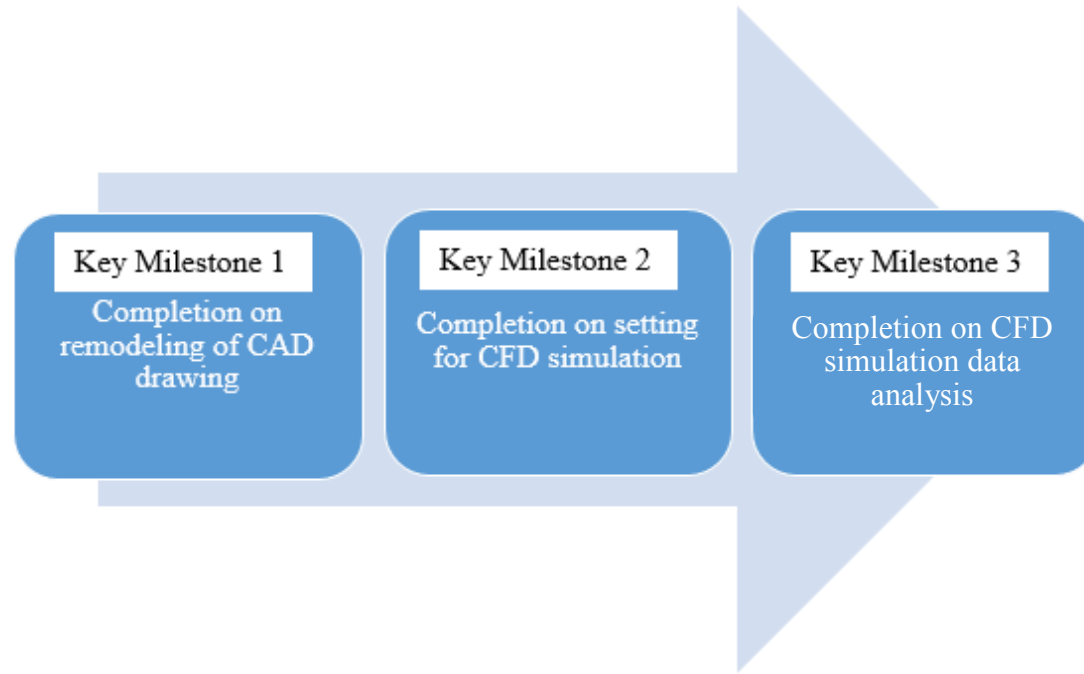 Key Milestone 1
Completion on
remodeling of CAD
drawing
Key Milestone 2
Completion on setting
for CFD simulation
Key Milestone 3
Completion on CFD
simulation data
analysis